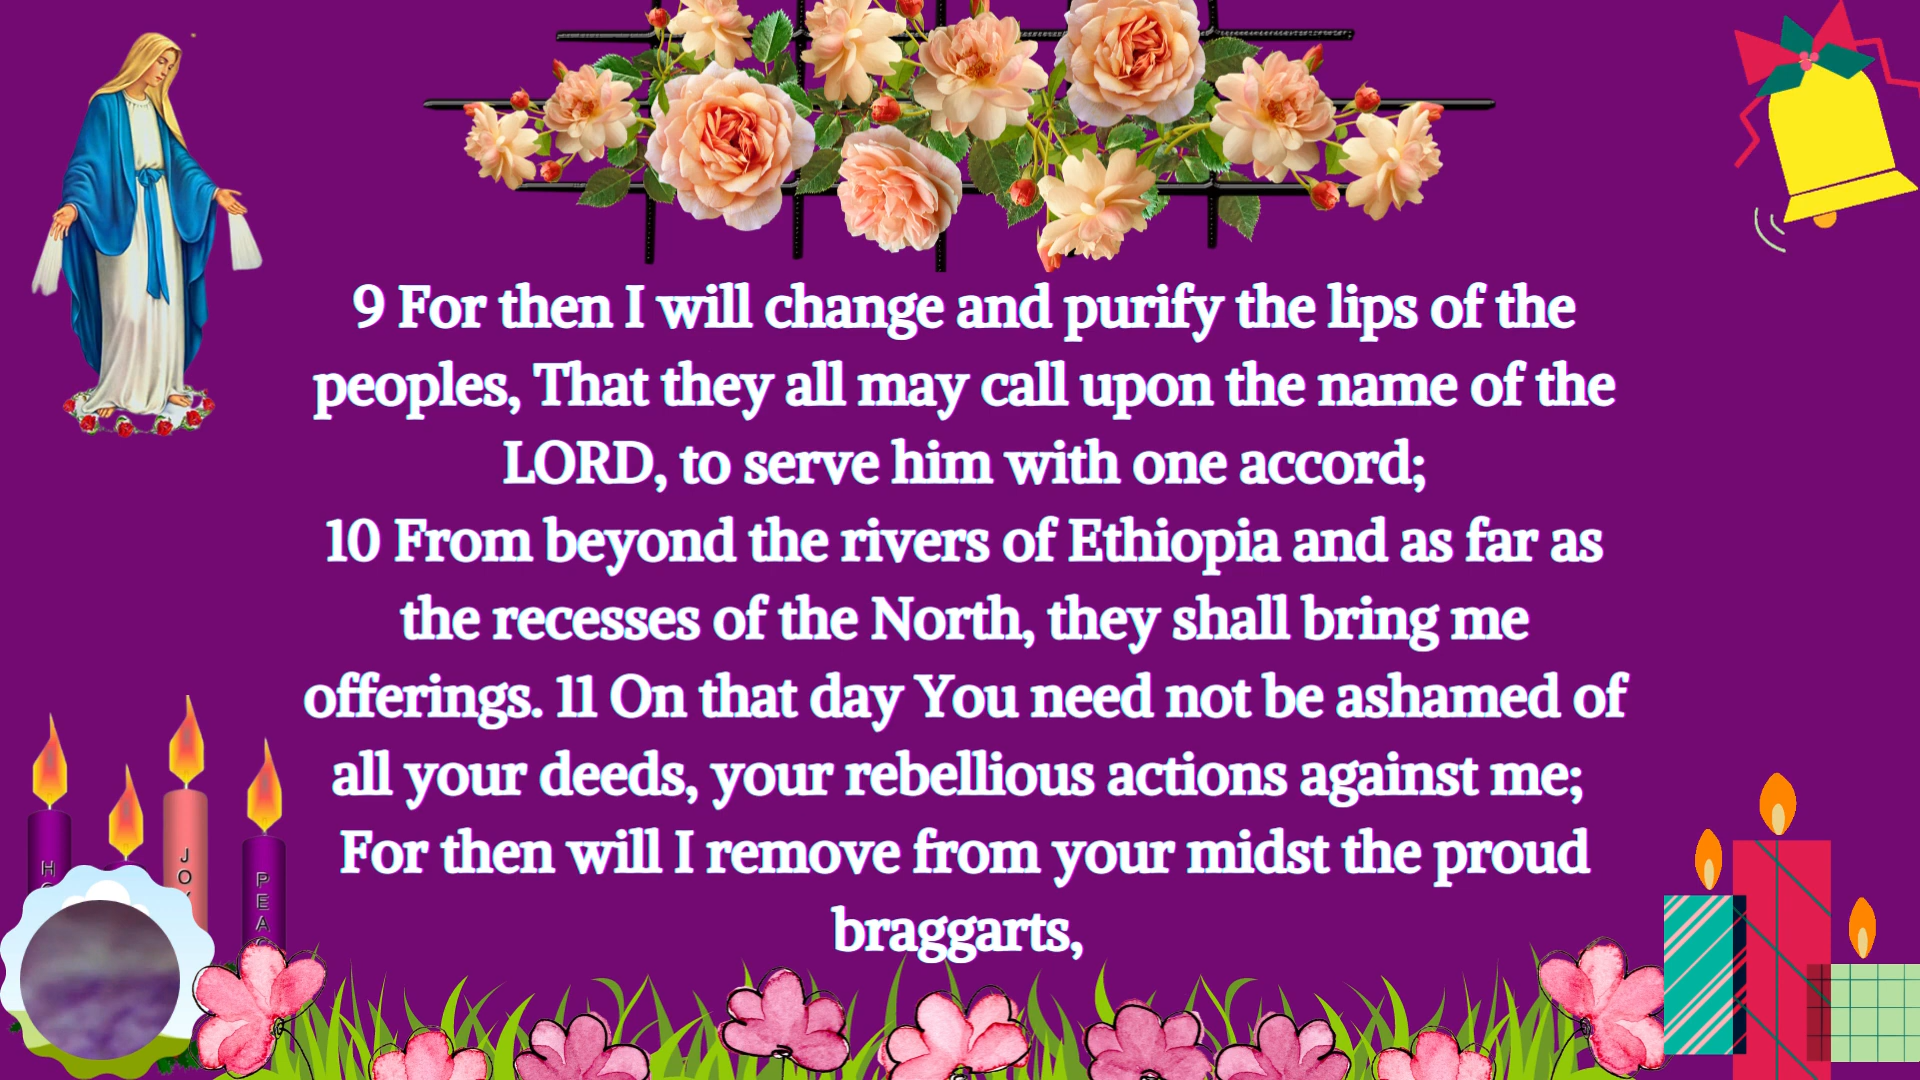 9 For then I will change and purify the lips of the
peoples, That they all may call upon the name of the
LORD, to serve him with one accord;
10 From beyond the rivers of Ethiopia and as far as
the recesses of the North, they shall bring me
offerings. 11 On that day You need not be ashamed of
all your deeds, your rebellious actions against me;
For then will I remove from your midst the proud
braggarts,